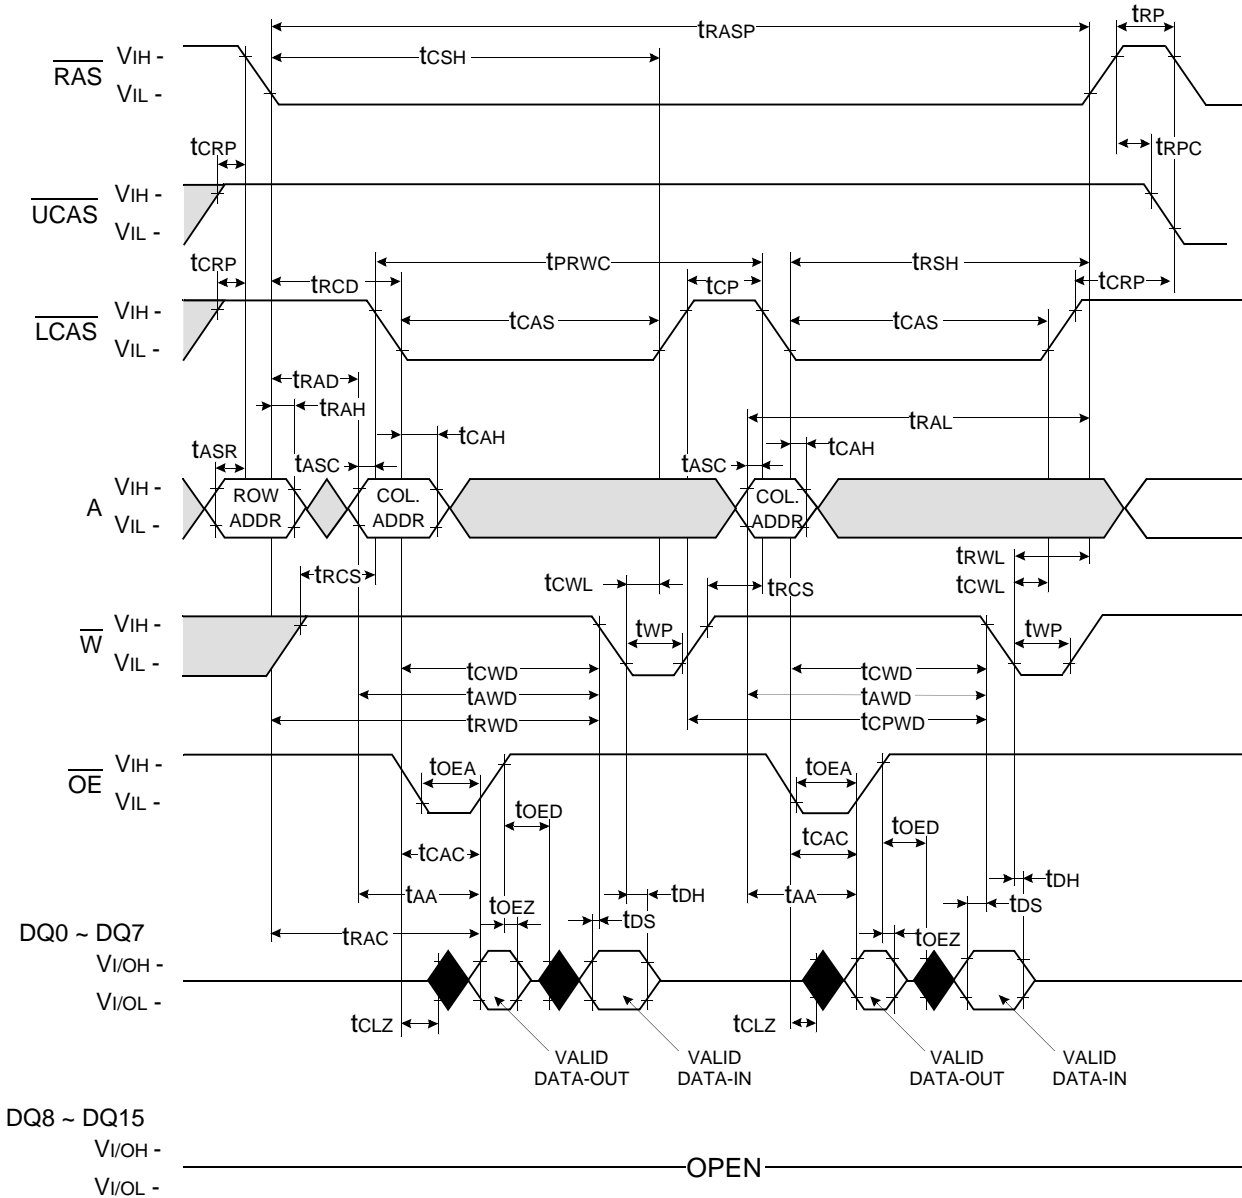 tRASP
tRP
tCSH
RAS
VIH -
VIL -
tCRP
tRPC
UCAS
VIH -
VIL -
tCRP
tRCD
tPRWC
tCP
tRSH
tCRP
LCAS
VIH -
VIL -
tCAS
tCAS
tRAD
tRAH
tRAL
tASR
tASC
tCAH
tASC
tCAH
A
VIH -
VIL -
ROW
ADDR
COL.
ADDR
COL.
ADDR
tRCS
tCWL
tRCS
tRWL
tCWL
W
VIH -
VIL -
tWP
tWP
tCWD
tCWD
tAWD
tAWD
tRWD
tCPWD
OE
VIH -
VIL -
tOEA
tOEA
tOED
tOED
tCAC
tCAC
tAA
tDH
tAA
tDH
tOEZ
tDS
tDS
tRAC
tOEZ
DQ0 ~ DQ7
VI/OH -
VI/OL -
tCLZ
tCLZ
VALID
DATA-OUT
VALID
DATA-IN
VALID
DATA-OUT
VALID
DATA-IN
DQ8 ~ DQ15
VI/OH -
VI/OL -
OPEN